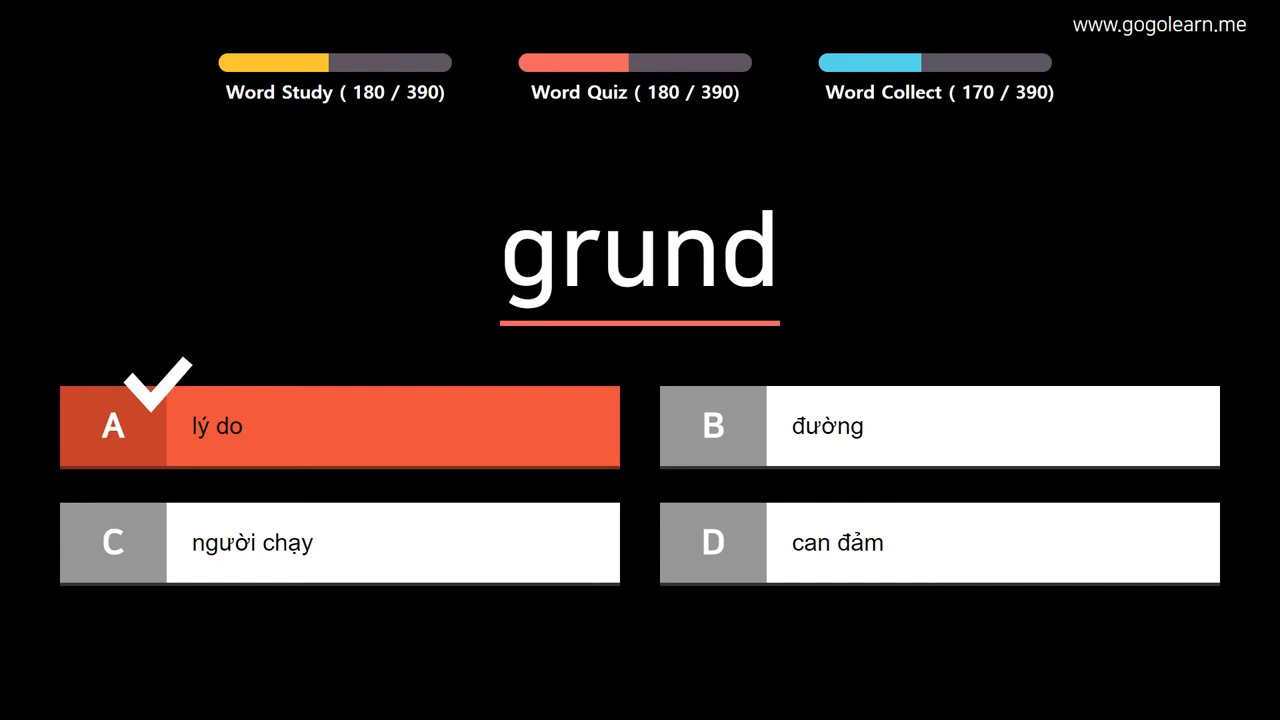 www.gogolearn.me
Word Study ( 180 / 390)
Word Quiz ( 180 / 390)
Word Collect ( 170 / 390)
grund
A
lý do
B
đường
C
người chạy
D
can đảm